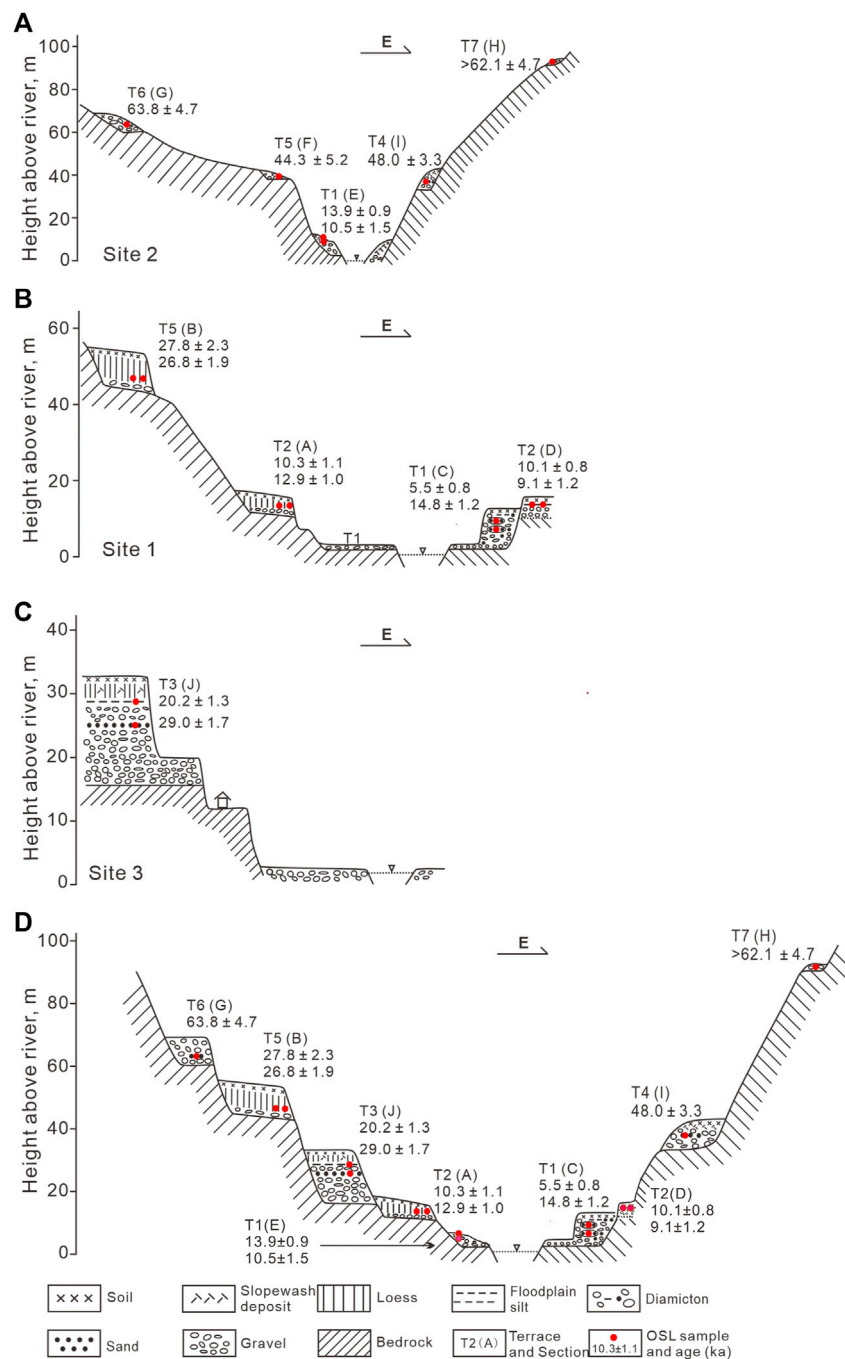 A
Height above river, m
100
80
60
40
20
0
E
T6 (G)
63.8 ± 4.7
T5 (F)
44.3 ± 5.2
T1 (E)
13.9 ± 0.9
10.5 ± 1.5
T4 (I)
48.0 ± 3.3
T7 (H)
>62.1 ± 4.7
Site 2
B
Height above river, m
60
40
20
0
E
T5 (B)
27.8 ± 2.3
26.8 ± 1.9
T2 (A)
10.3 ± 1.1
12.9 ± 1.0
T1 (C)
5.5 ± 0.8
14.8 ± 1.2
T2 (D)
10.1 ± 0.8
9.1 ± 1.2
T1
Site 1
C
Height above river, m
40
30
20
10
0
E
T3 (J)
20.2 ± 1.3
29.0 ± 1.7
Site 3
D
Height above river, m
100
80
60
40
20
0
E
T6 (G)
63.8 ± 4.7
T5 (B)
27.8 ± 2.3
26.8 ± 1.9
T3 (J)
20.2 ± 1.3
29.0 ± 1.7
T2 (A)
10.3 ± 1.1
12.9 ± 1.0
T1 (E)
13.9±0.9
10.5±1.5
T1 (C)
5.5 ± 0.8
14.8 ± 1.2
T2 (D)
10.1±0.8
9.1±1.2
T4 (I)
48.0 ± 3.3
T7 (H)
>62.1 ± 4.7
Soil
Slopewash
deposit
Loess
Floodplain
silt
Diamicton
Sand
Gravel
Bedrock
T2(A)
Terrace
and Section
10.3±1.1
OSL sample
and age (ka)